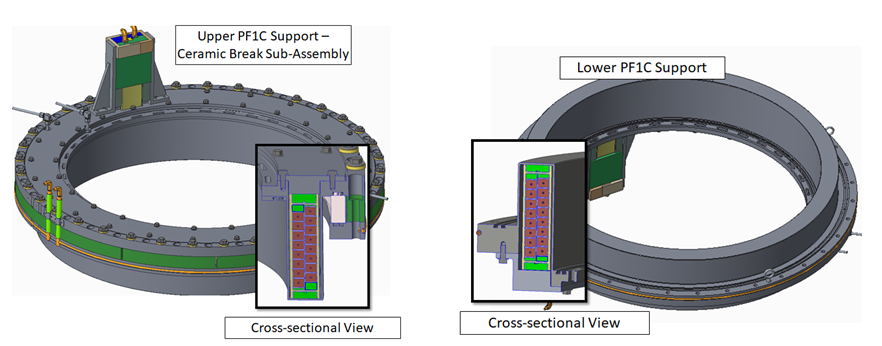 Upper PF1C Support –
Ceramic Break Sub-Assembly
Lower PF1C Support
Cross-sectional View
Cross-sectional View